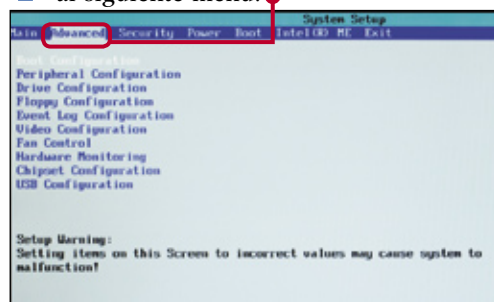 al siguiente menú.
System Setup
Main Advanced Security Power Boot Intel(R) ME Exit
Boot Configuration
Peripheral Configuration
Drive Configuration
Floppy Configuration
Event Log Configuration
Video Configuration
Fan Control
Hardware Monitoring
Chipset Configuration
USB Configuration
Setup Warning:
Setting items on this Screen to incorrect values may cause system to
malfunction!